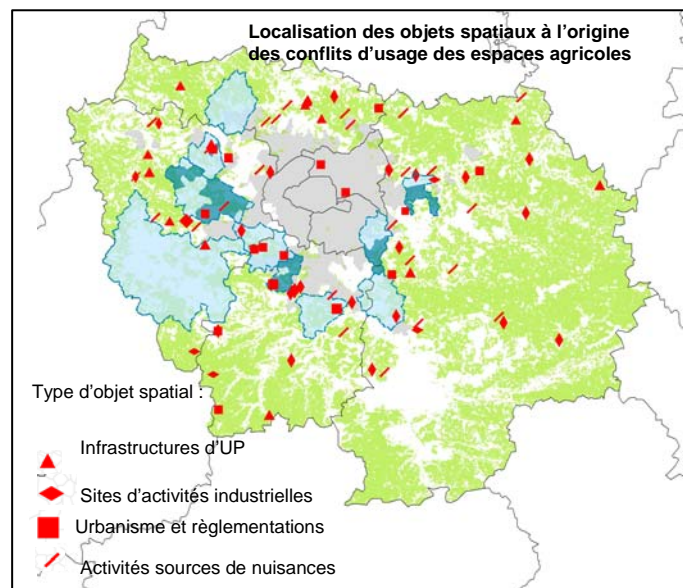 Localisation des objets spatiaux à l'origine
des conflits d'usage des espaces agricoles
Type d'objet spatial :
Infrastructures d'UP
Sites d'activités industrielles
Urbanisme et règlementations
Activités sources de nuisances